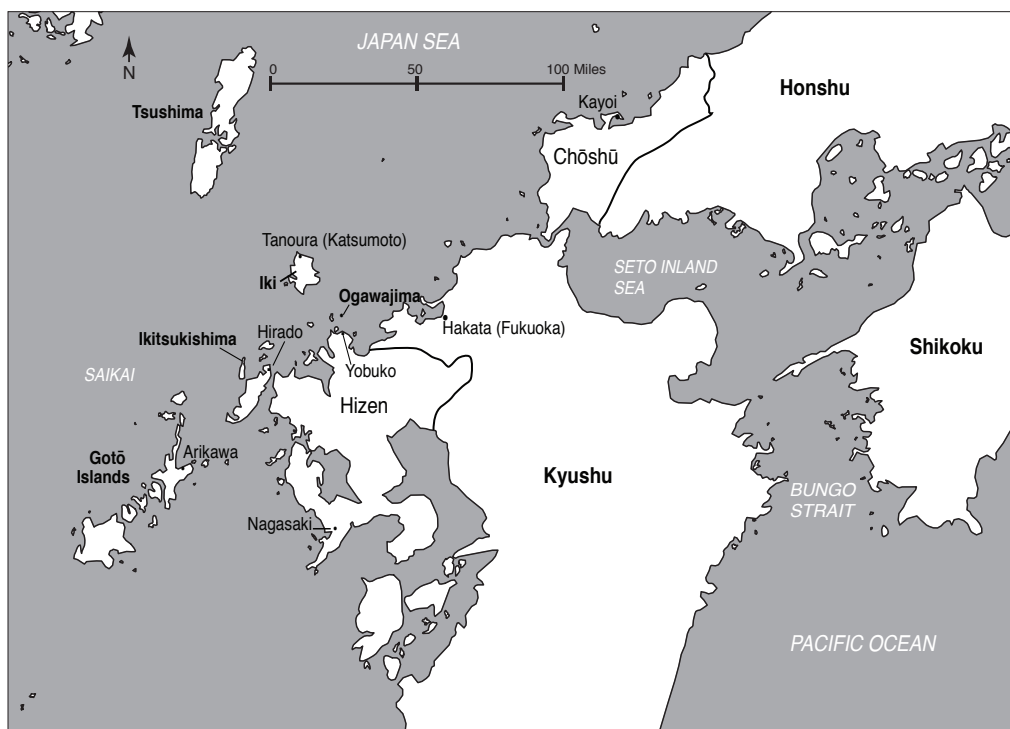 JAPAN SEA
N
0 50 100 Miles
Honshu
Tsushima
Kayoi
Chōshū
Tanoura (Katsumoto)
Iki
SETO INLAND
SEA
Ogawajima
Hakata (Fukuoka)
Ikitsukishima
Hirado
Yobuko
Shikoku
SAIKAI
Hizen
Gotō
Islands
Arikawa
Kyushu
BUNGO
STRAIT
Nagasaki
PACIFIC OCEAN